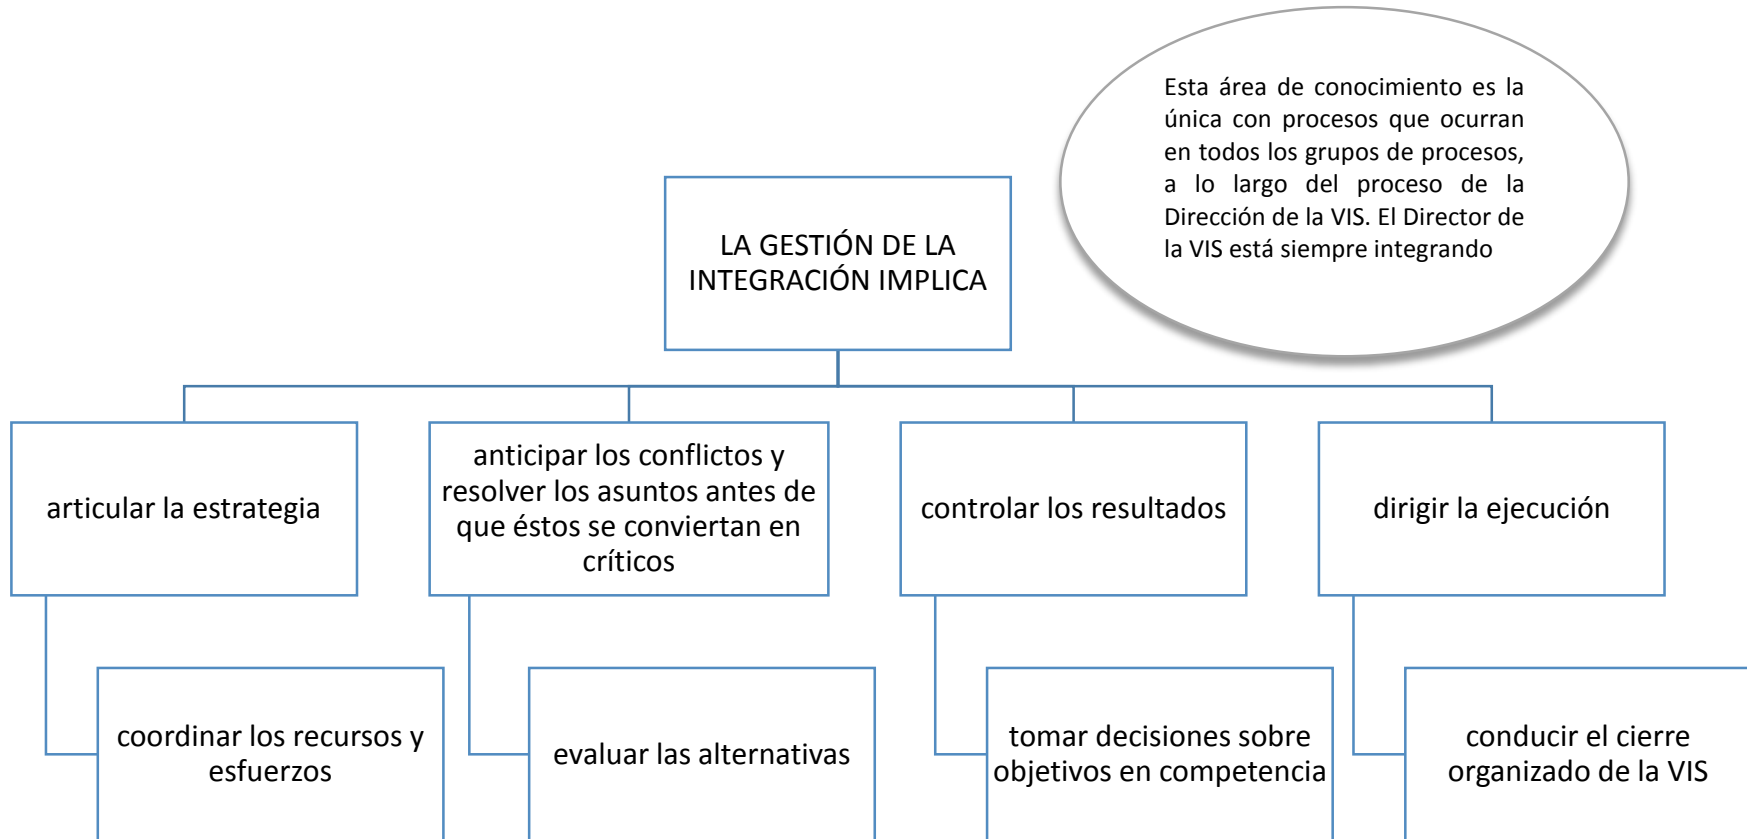 Esta área de conocimiento es la
única con procesos que ocurran
en todos los grupos de procesos,
a lo largo del proceso de la
Dirección de la VIS. El Director de
la VIS está siempre integrando
LA GESTIÓN DE LA
INTEGRACIÓN IMPLICA
articular la estrategia
anticipar los conflictos y
resolver los asuntos antes de
que éstos se conviertan en
críticos
controlar los resultados
dirigir la ejecución
coordinar los recursos y
esfuerzos
evaluar las alternativas
tomar decisiones sobre
objetivos en competencia
conducir el cierre
organizado de la VIS